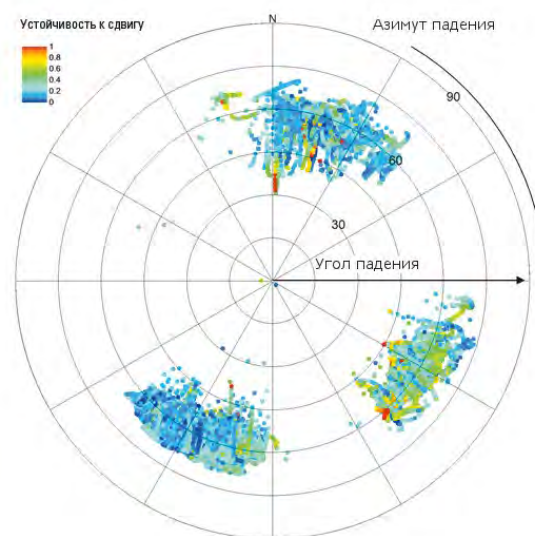 Устойчивость к сдвигу
1
0.8
0.6
0.4
0.2
0
N
Азимут падения
90
60
30
Угол падения